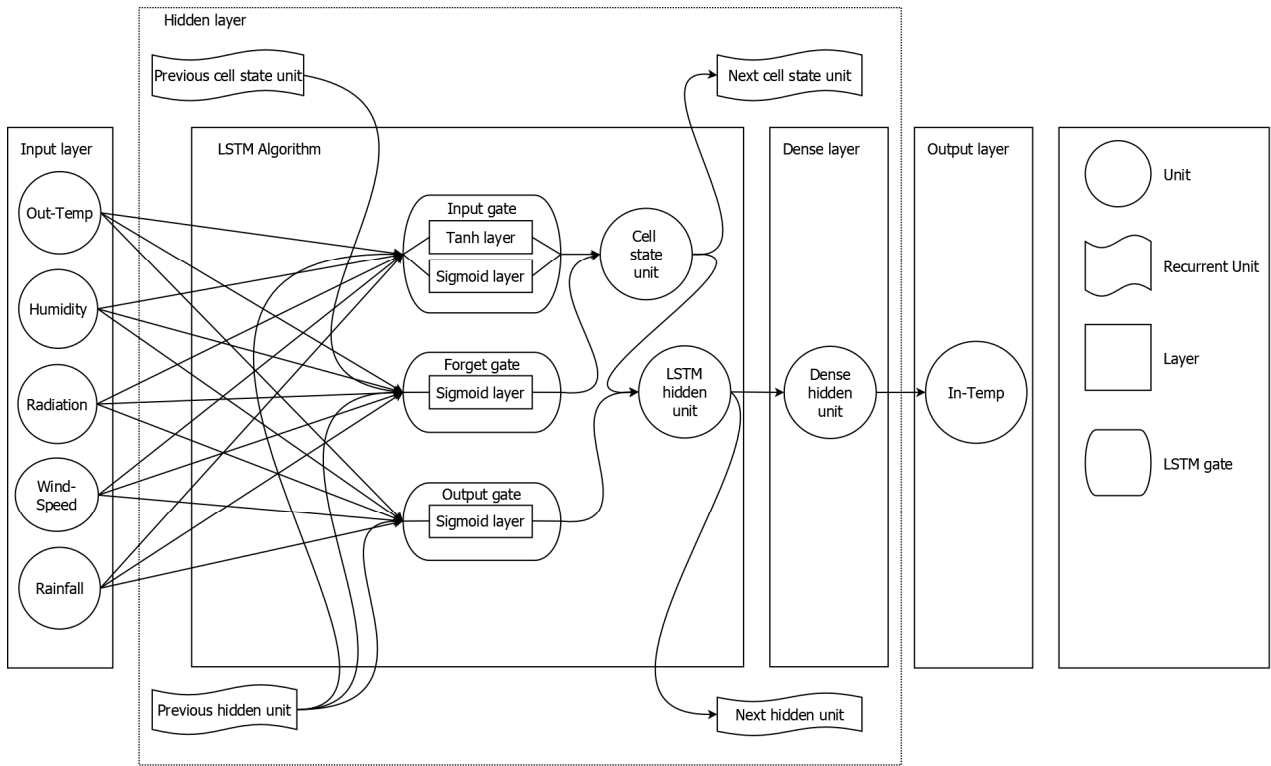 Hidden layer
Previous cell state unit
Next cell state unit
Input layer
LSTM Algorithm
Dense layer
Output layer
Out-Temp
Humidity
Radiation
Wind-
Speed
Rainfall
Input gate
Tanh layer
Sigmoid layer
Forget gate
Sigmoid layer
Output gate
Sigmoid layer
Cell
state
unit
LSTM
hidden
unit
Dense
hidden
unit
In-Temp
Previous hidden unit
Next hidden unit
Unit
Recurrent Unit
Layer
LSTM gate